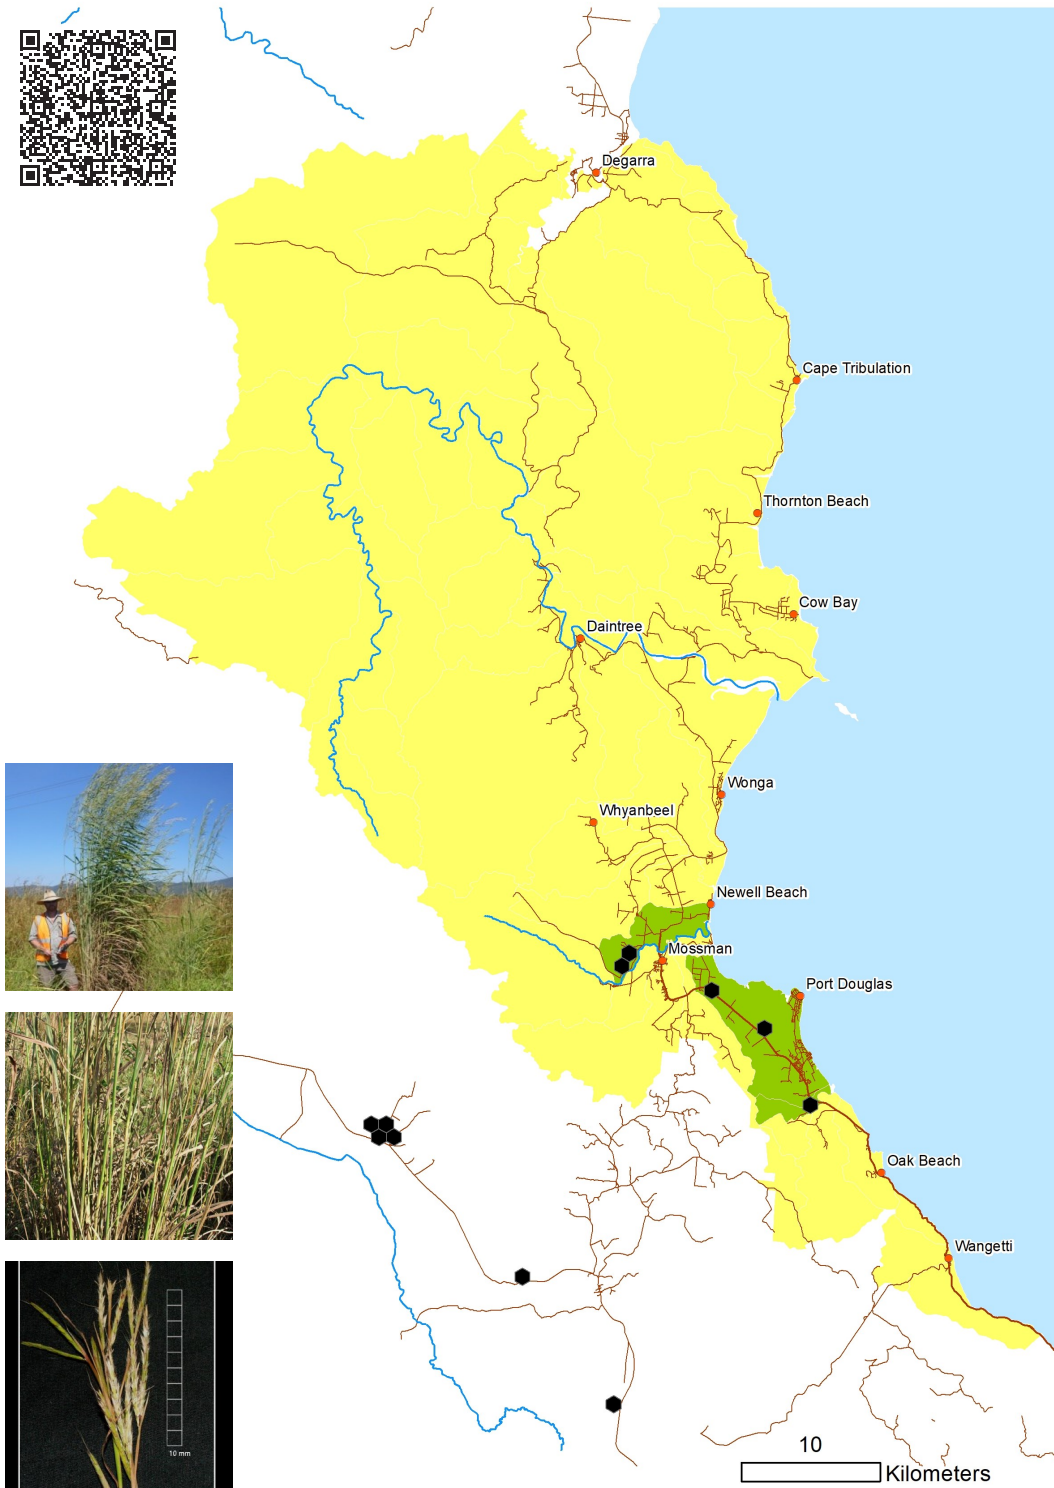 Degarra
Cape Tribulation
Thornton Beach
Cow Bay
Daintree
Wonga
Whyanbeel
Newell Beach
Mossman
Port Douglas
Oak Beach
Wangetti
10 mm
10
Kilometers